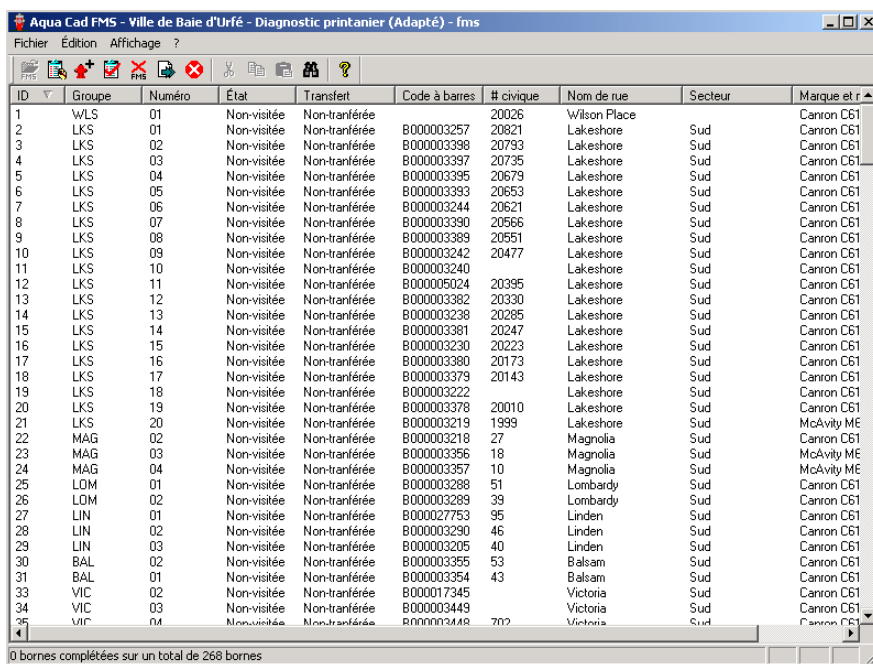 Aqua Cad FMS - Ville de Baie d'Urfé - Diagnostic printanier (Adapté) - fms
Fichier Édition Affichage ?
FMS FMS
ID Groupe Numéro État Transfert Code à barres # civique Nom de rue Secteur Marque et r
1 WLS 01 Non-visitée Non-tranférée 20026 Wilson Place Canron C61
2 LKS 01 Non-visitée Non-tranférée B000003257 20821 Lakeshore Sud Canron C61
3 LKS 02 Non-visitée Non-tranférée B000003398 20793 Lakeshore Sud Canron C61
4 LKS 03 Non-visitée Non-tranférée B000003397 20735 Lakeshore Sud Canron C61
5 LKS 04 Non-visitée Non-tranférée B000003395 20679 Lakeshore Sud Canron C61
6 LKS 05 Non-visitée Non-tranférée B000003393 20653 Lakeshore Sud Canron C61
7 LKS 06 Non-visitée Non-tranférée B000003244 20621 Lakeshore Sud Canron C61
8 LKS 07 Non-visitée Non-tranférée B000003390 20566 Lakeshore Sud Canron C61
9 LKS 08 Non-visitée Non-tranférée B000003389 20551 Lakeshore Sud Canron C61
10 LKS 09 Non-visitée Non-tranférée B000003242 20477 Lakeshore Sud Canron C61
11 LKS 10 Non-visitée Non-tranférée B000003240 Lakeshore Sud Canron C61
12 LKS 11 Non-visitée Non-tranférée B000005024 20395 Lakeshore Sud Canron C61
13 LKS 12 Non-visitée Non-tranférée B000003382 20330 Lakeshore Sud Canron C61
14 LKS 13 Non-visitée Non-tranférée B000003238 20285 Lakeshore Sud Canron C61
15 LKS 14 Non-visitée Non-tranférée B000003381 20247 Lakeshore Sud Canron C61
16 LKS 15 Non-visitée Non-tranférée B000003230 20223 Lakeshore Sud Canron C61
17 LKS 16 Non-visitée Non-tranférée B000003380 20173 Lakeshore Sud Canron C61
18 LKS 17 Non-visitée Non-tranférée B000003379 20143 Lakeshore Sud Canron C61
19 LKS 18 Non-visitée Non-tranférée B000003222 Lakeshore Sud Canron C61
20 LKS 19 Non-visitée Non-tranférée B000003378 20010 Lakeshore Sud Canron C61
21 LKS 20 Non-visitée Non-tranférée B000003219 1999 Lakeshore Sud McAvity M6
22 MAG 02 Non-visitée Non-tranférée B000003218 27 Magnolia Sud Canron C61
23 MAG 03 Non-visitée Non-tranférée B000003356 18 Magnolia Sud McAvity M6
24 MAG 04 Non-visitée Non-tranférée B000003357 10 Magnolia Sud McAvity M6
25 LOM 01 Non-visitée Non-tranférée B000003288 51 Lombardy Sud Canron C61
26 LOM 02 Non-visitée Non-tranférée B000003289 39 Lombardy Sud Canron C61
27 LIN 01 Non-visitée Non-tranférée B000027753 95 Linden Sud Canron C61
28 LIN 02 Non-visitée Non-tranférée B000003290 46 Linden Sud Canron C61
29 LIN 03 Non-visitée Non-tranférée B000003205 40 Linden Sud Canron C61
30 BAL 02 Non-visitée Non-tranférée B000003355 53 Balsam Sud Canron C61
31 BAL 01 Non-visitée Non-tranférée B000003354 43 Balsam Sud Canron C61
33 VIC 02 Non-visitée Non-tranférée B000017345 Victoria Sud Canron C61
34 VIC 03 Non-visitée Non-tranférée B000003449 Victoria Sud Canron C61
35 VIC 04 Non-visitée Non-tranférée B000003448 702 Victoria Sud Canron C61
0 bornes complétées sur un total de 268 bornes